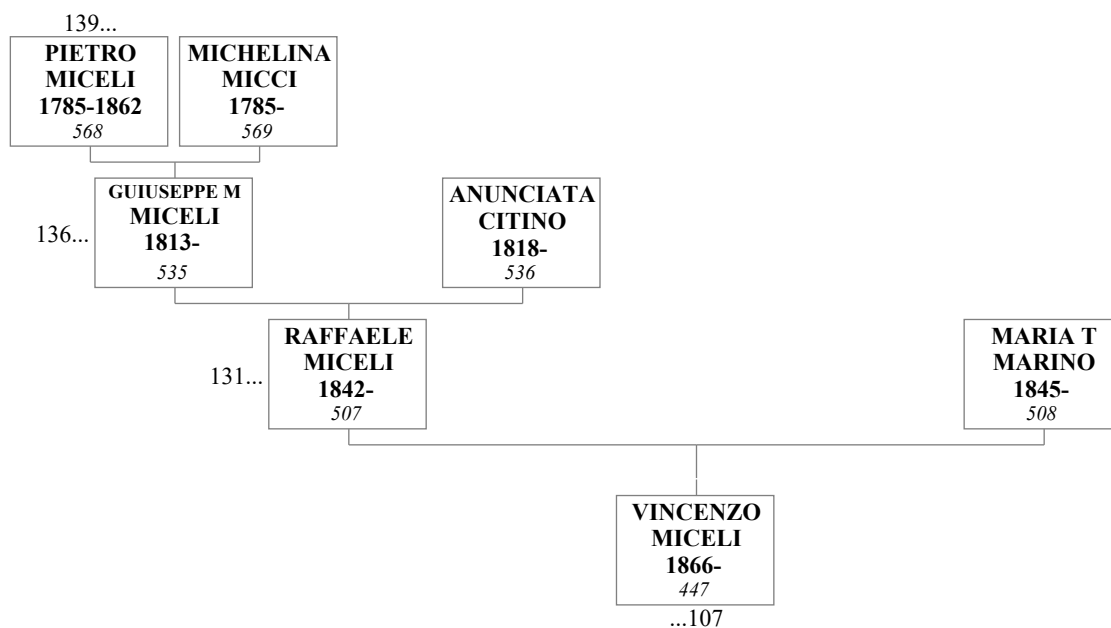 139...
PIETRO
MICELI
1785-1862
568
MICHELINA
MICCI
1785-
569
136...
GUIUSEPPE M
MICELI
1813-
535
ANUNCIATA
CITINO
1818-
536
131...
RAFFAELE
MICELI
1842-
507
MARIA T
MARINO
1845-
508
VINCENZO
MICELI
1866-
447
...107